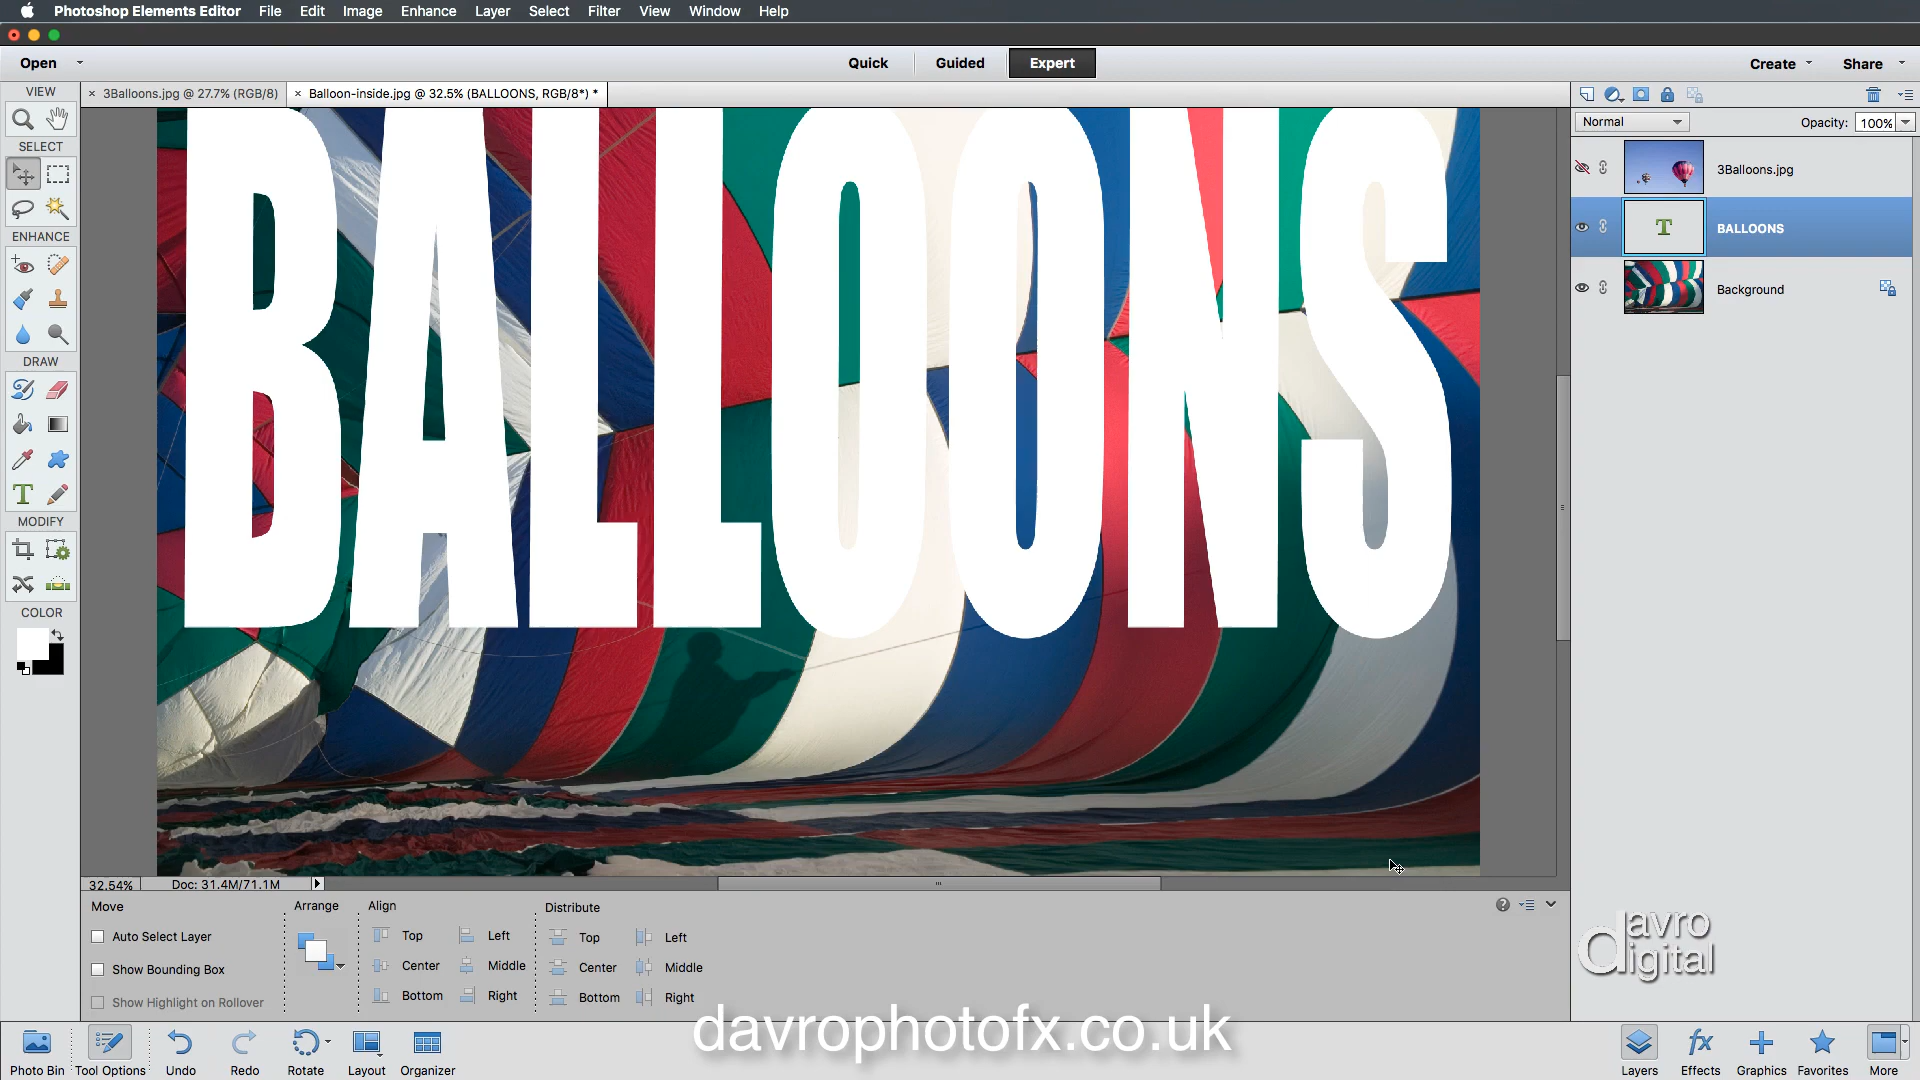 Photoshop Elements Editor File Edit Image Enhance Layer Select Filter View Window Help
Open Quick Guided Expert Create Share
× 3Balloons.jpg @ 27.7% (RGB/8) × Balloon-inside.jpg @ 32.5% (BALLOONS, RGB/8*) *
VIEW
SELECT
ENHANCE
DRAW
MODIFY
COLOR
BALLOONS
Normal Opacity: 100%
3Balloons.jpg
T BALLOONS
Background
32.54% Doc: 31.4M/71.1M
Move Arrange Align Distribute
Auto Select Layer Top Left Top Left
Show Bounding Box Center Middle Center Middle
Show Highlight on Rollover Bottom Right Bottom Right
davro
digital
davrophotofx.co.uk
Photo Bin Tool Options Undo Redo Rotate Layout Organizer
fx
Layers Effects Graphics Favorites More